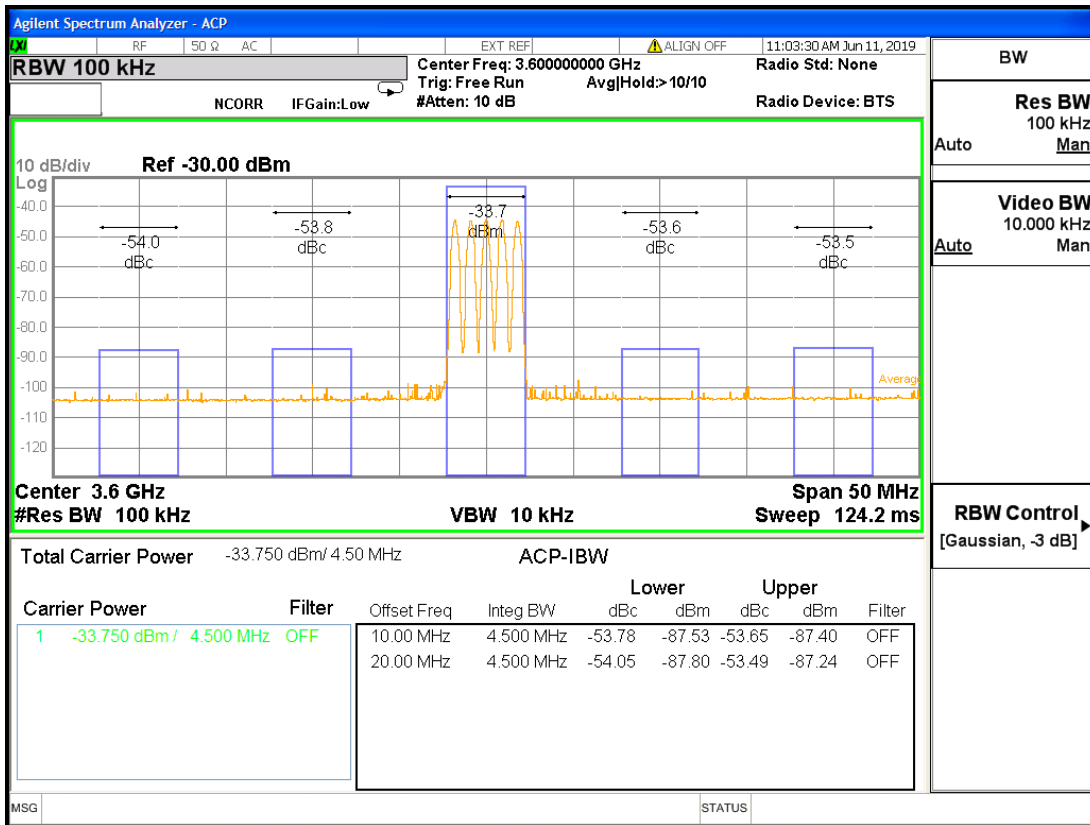 Agilent Spectrum Analyzer - ACP
LXI RF 50 Ω AC EXT REF ALIGN OFF 11:03:30 AM Jun 11, 2019
RBW 100 kHz
Center Freq: 3.600000000 GHz
Radio Std: None
Trig: Free Run
Avg|Hold:> 10/10
NCORR
IFGain:Low
#Atten: 10 dB
Radio Device: BTS
10 dB/div
Ref -30.00 dBm
Log
-40.0
-50.0
-60.0
-70.0
-80.0
-90.0
-100
-110
-120
-54.0
dBc
-53.8
dBc
-33.7
dBm
-53.6
dBc
-53.5
dBc
Average
Center 3.6 GHz
Span 50 MHz
#Res BW 100 kHz
VBW 10 kHz
Sweep 124.2 ms
Total Carrier Power -33.750 dBm/ 4.50 MHz
ACP-IBW
Lower Upper
Carrier Power Filter
Offset Freq Integ BW dBc dBm dBc dBm Filter
1 -33.750 dBm / 4.500 MHz OFF
10.00 MHz 4.500 MHz -53.78 -87.53 -53.65 -87.40 OFF
20.00 MHz 4.500 MHz -54.05 -87.80 -53.49 -87.24 OFF
MSG
STATUS
BW
Res BW
100 kHz
Auto Man
Video BW
10.000 kHz
Auto Man
RBW Control
[Gaussian, -3 dB]